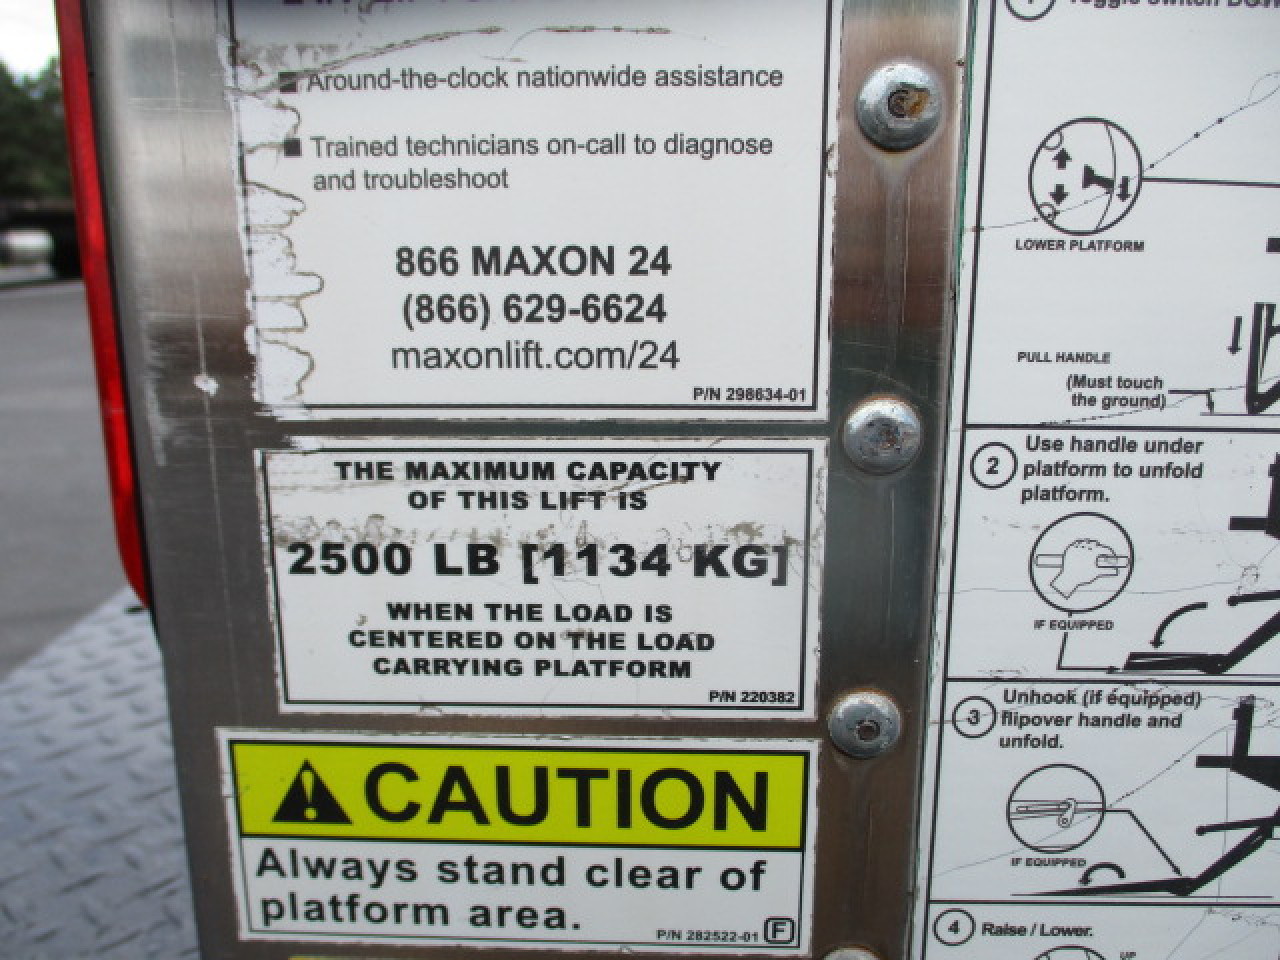 ■ Around-the-clock nationwide assistance
■ Trained technicians on-call to diagnose
and troubleshoot
866 MAXON 24
(866) 629-6624
maxonlift.com/24
P/N 298634-01
THE MAXIMUM CAPACITY
OF THIS LIFT IS
2500 LB [1134 KG]
WHEN THE LOAD IS
CENTERED ON THE LOAD
CARRYING PLATFORM
P/N 220382
CAUTION
Always stand clear of
platform area.
P/N 282522-01 F
1 Toggle switch
LOWER PLATFORM
PULL HANDLE
(Must touch
the ground)
2 Use handle under
platform to unfold
platform.
IF EQUIPPED
3 Unhook (if equipped)
flipover handle and
unfold.
IF EQUIPPED
4 Raise / Lower.
UP